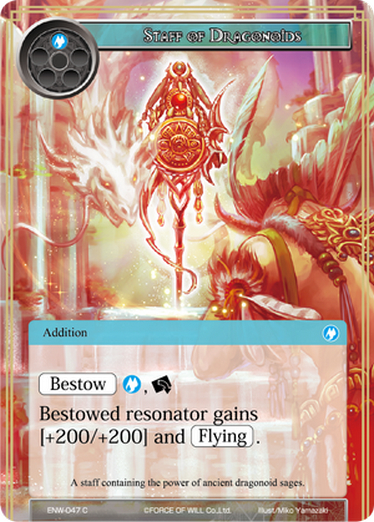 Staff of Dragonoids
Addition
Bestow ,
Bestowed resonator gains
[+200/+200] and Flying.
A staff containing the power of ancient dragonoid sages.
ENW-047 C ©FORCE OF WILL Co.,Ltd. Illust/Miko Yamazaki